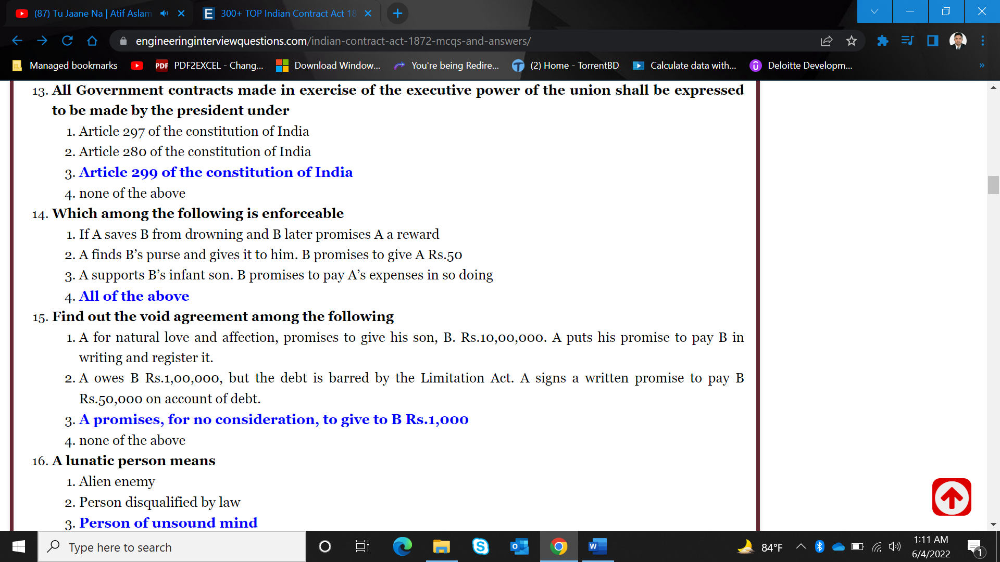 (87) Tu Jaane Na | Atif Aslam
300+ TOP Indian Contract Act 18
engineeringinterviewquestions.com/indian-contract-act-1872-mcqs-and-answers/
Managed bookmarks
PDF PDF2EXCEL - Chang...
Download Window...
You're being Redire...
(2) Home - TorrentBD
Calculate data with...
Deloitte Developm...
13. All Government contracts made in exercise of the executive power of the union shall be expressed
to be made by the president under
1. Article 297 of the constitution of India
2. Article 280 of the constitution of India
3. Article 299 of the constitution of India
4. none of the above
14. Which among the following is enforceable
1. If A saves B from drowning and B later promises A a reward
2. A finds B’s purse and gives it to him. B promises to give A Rs.50
3. A supports B’s infant son. B promises to pay A’s expenses in so doing
4. All of the above
15. Find out the void agreement among the following
1. A for natural love and affection, promises to give his son, B. Rs.10,00,000. A puts his promise to pay B in
writing and register it.
2. A owes B Rs.1,00,000, but the debt is barred by the Limitation Act. A signs a written promise to pay B
Rs.50,000 on account of debt.
3. A promises, for no consideration, to give to B Rs.1,000
4. none of the above
16. A lunatic person means
1. Alien enemy
2. Person disqualified by law
3. Person of unsound mind
Type here to search
84°F
1:11 AM
6/4/2022
1